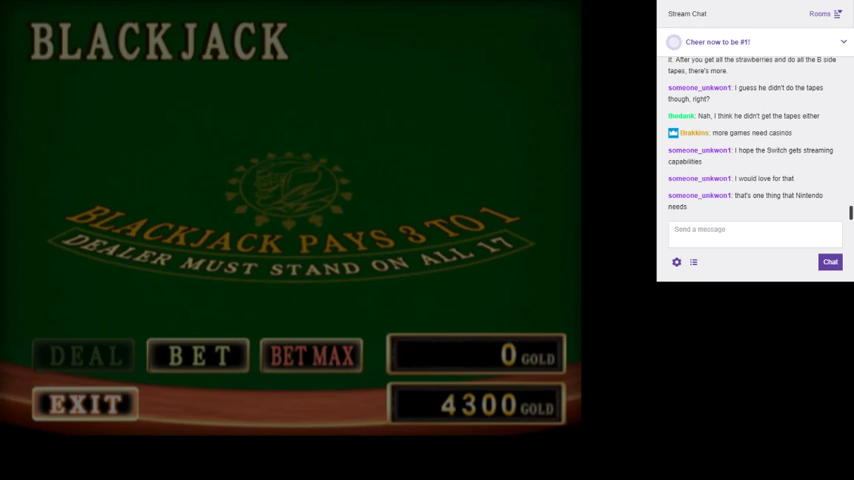 BLACKJACK
BLACKJACK PAYS 3 TO 1
DEALER MUST STAND ON ALL 17
DEAL
BET
BET MAX
0 GOLD
EXIT
4300 GOLD
Stream Chat
Rooms
Cheer now to be #1!
it. After you get all the strawberries and do all the B side
tapes, there's more.
someone_unkwon1: I guess he didn't do the tapes
though, right?
thedank: Nah, I think he didn't get the tapes either
Brakkins: more games need casinos
someone_unkwon1: I hope the Switch gets streaming
capabilities
someone_unkwon1: I would love for that
someone_unkwon1: that's one thing that Nintendo
needs
Send a message
Chat